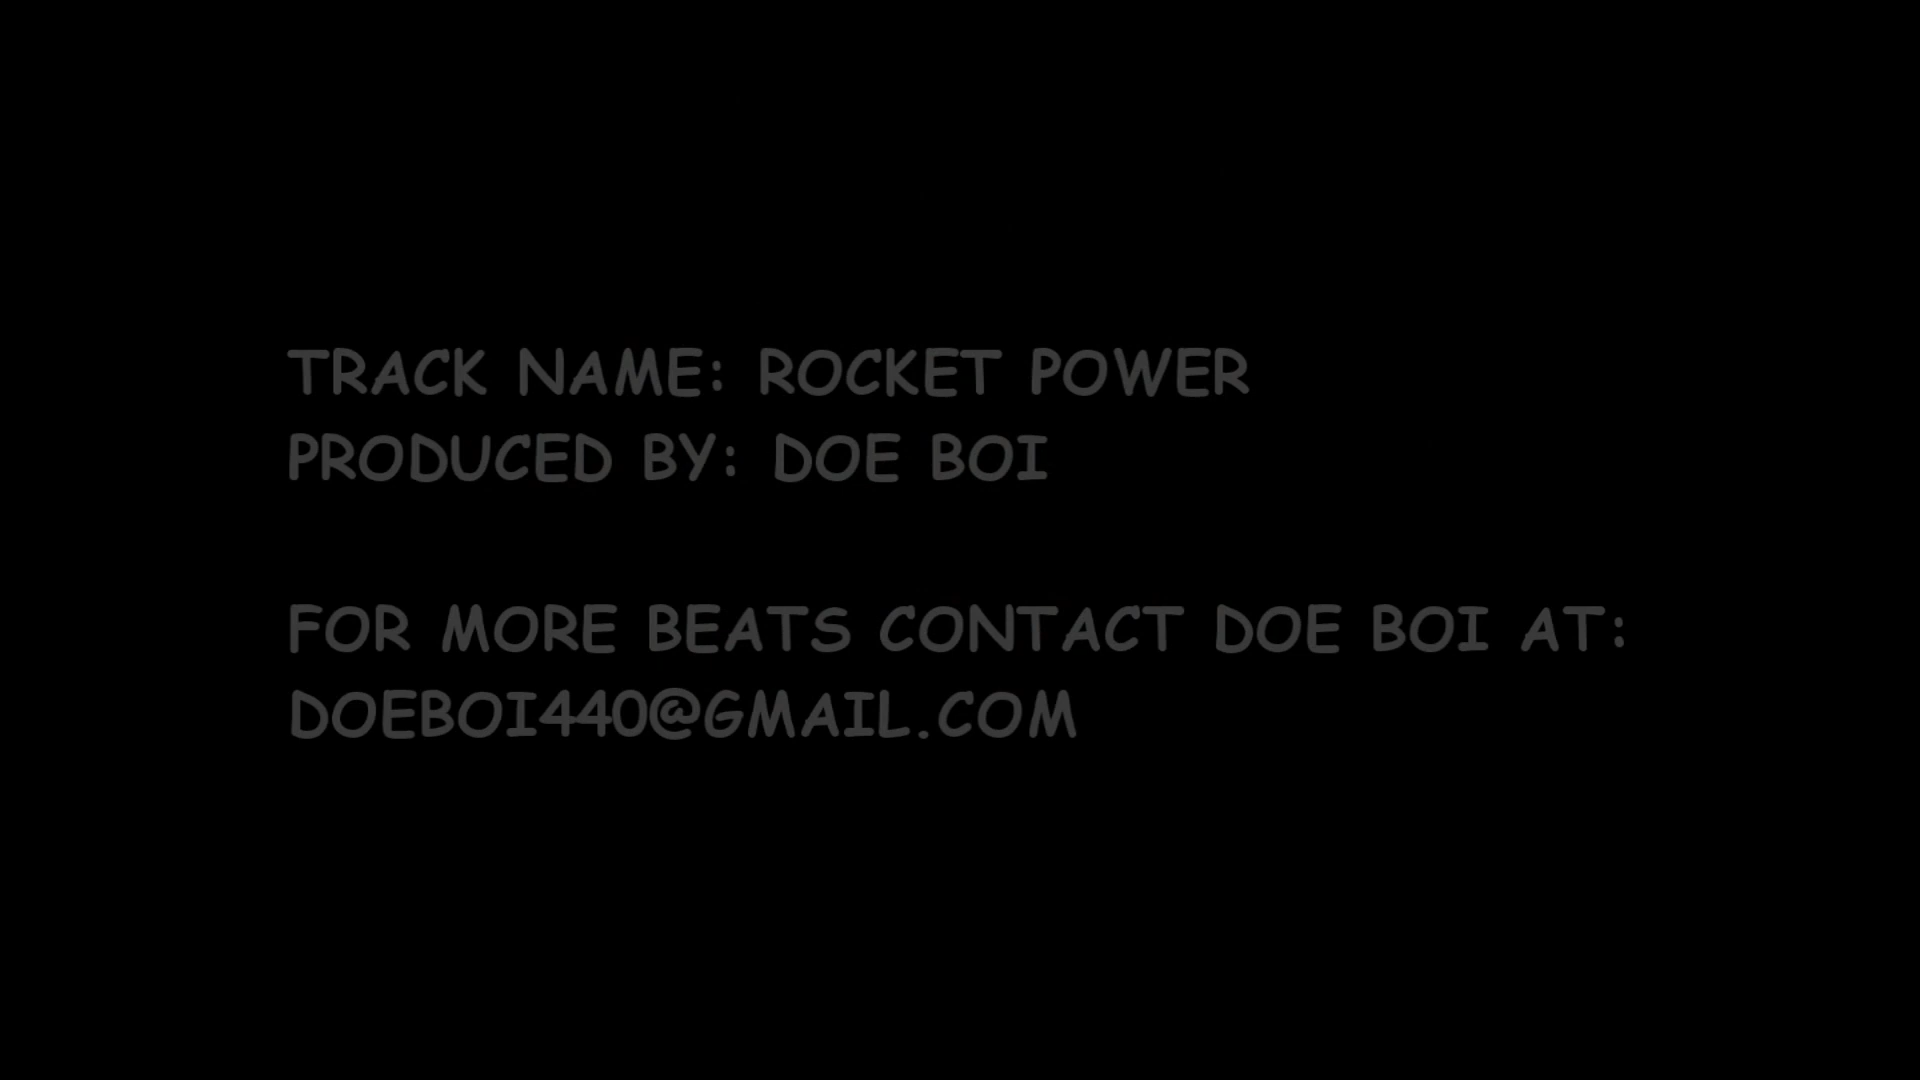 TRACK NAME: ROCKET POWER
PRODUCED BY: DOE BOI
FOR MORE BEATS CONTACT DOE BOI AT:
DOEBOI440@GMAIL.COM